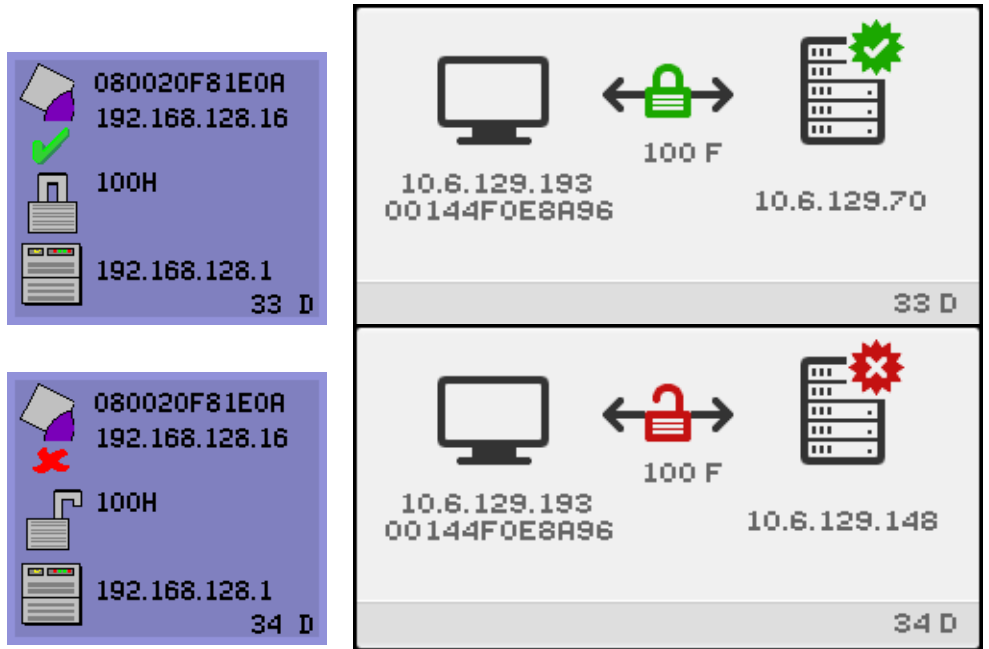 080020F81E0A
192.168.128.16
100H
192.168.128.1
33 D
100 F
10.6.129.193
00144F0E8A96
10.6.129.70
33 D
080020F81E0A
192.168.128.16
100H
192.168.128.1
34 D
100 F
10.6.129.193
00144F0E8A96
10.6.129.148
34 D